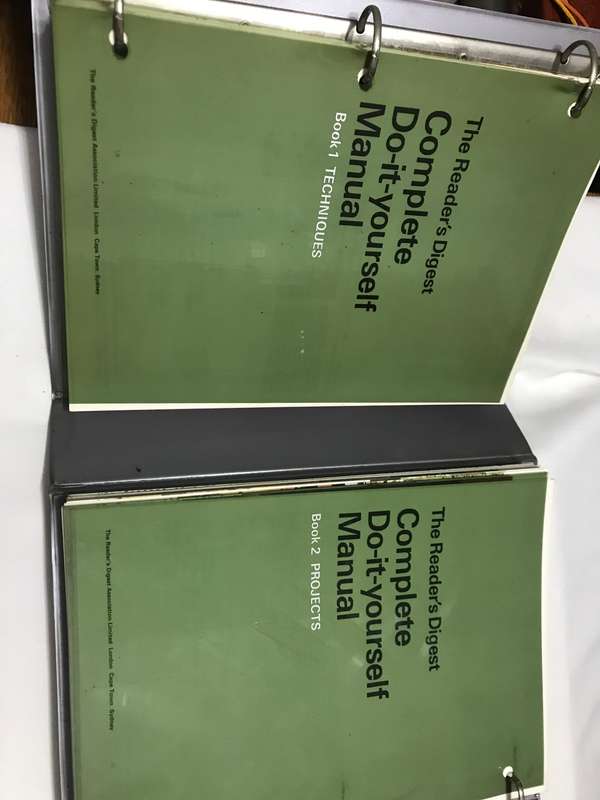 The Reader's Digest
Complete
Do-it-yourself
Manual
Book 1 TECHNIQUES
The Reader's Digest Association Limited London Cape Town Sydney
The Reader's Digest
Complete
Do-it-yourself
Manual
Book 2 PROJECTS
The Reader's Digest Association Limited London Cape Town Sydney